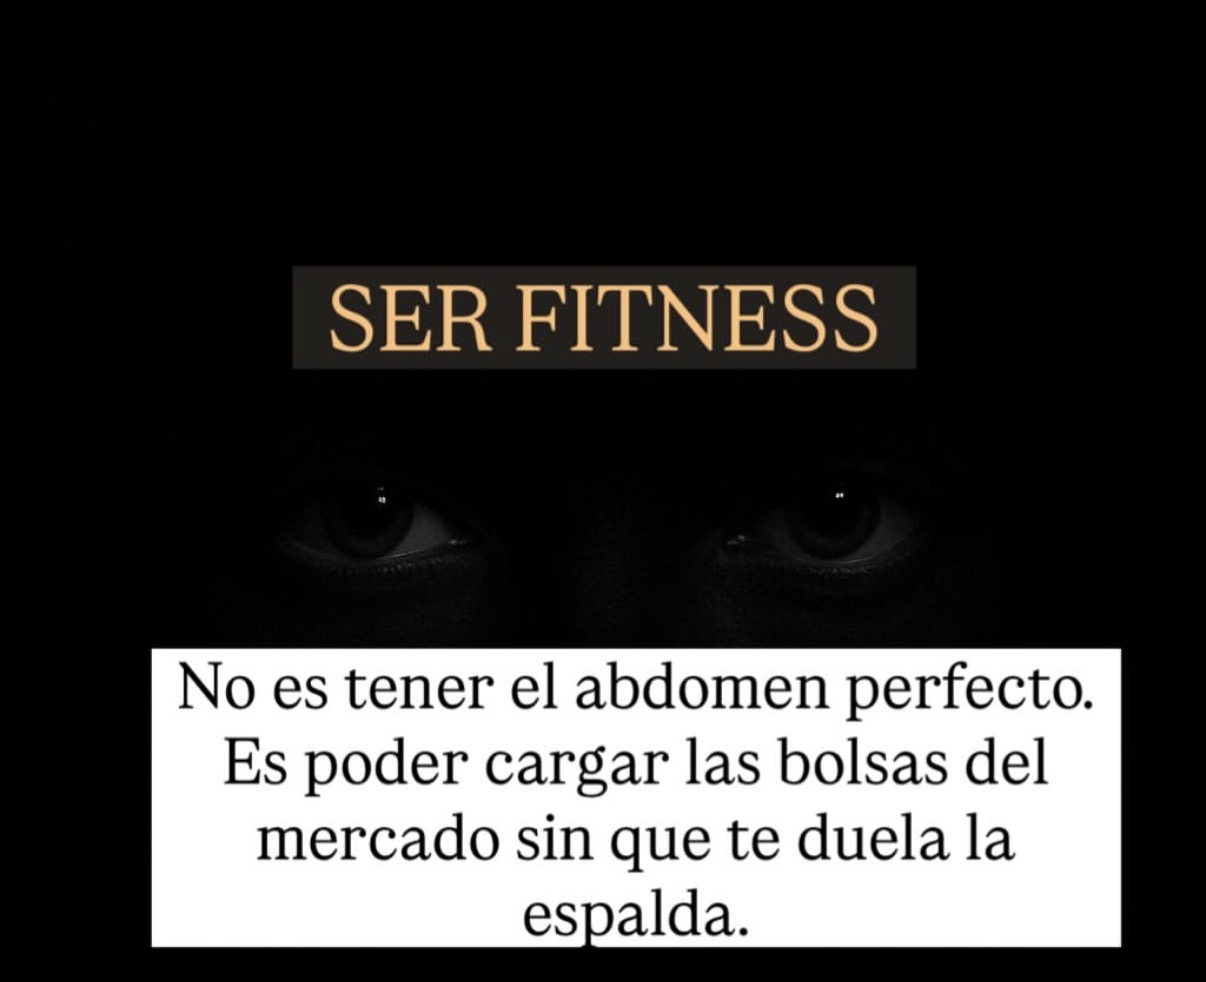 SER FITNESS
No es tener el abdomen perfecto.
Es poder cargar las bolsas del
mercado sin que te duela la
espalda.